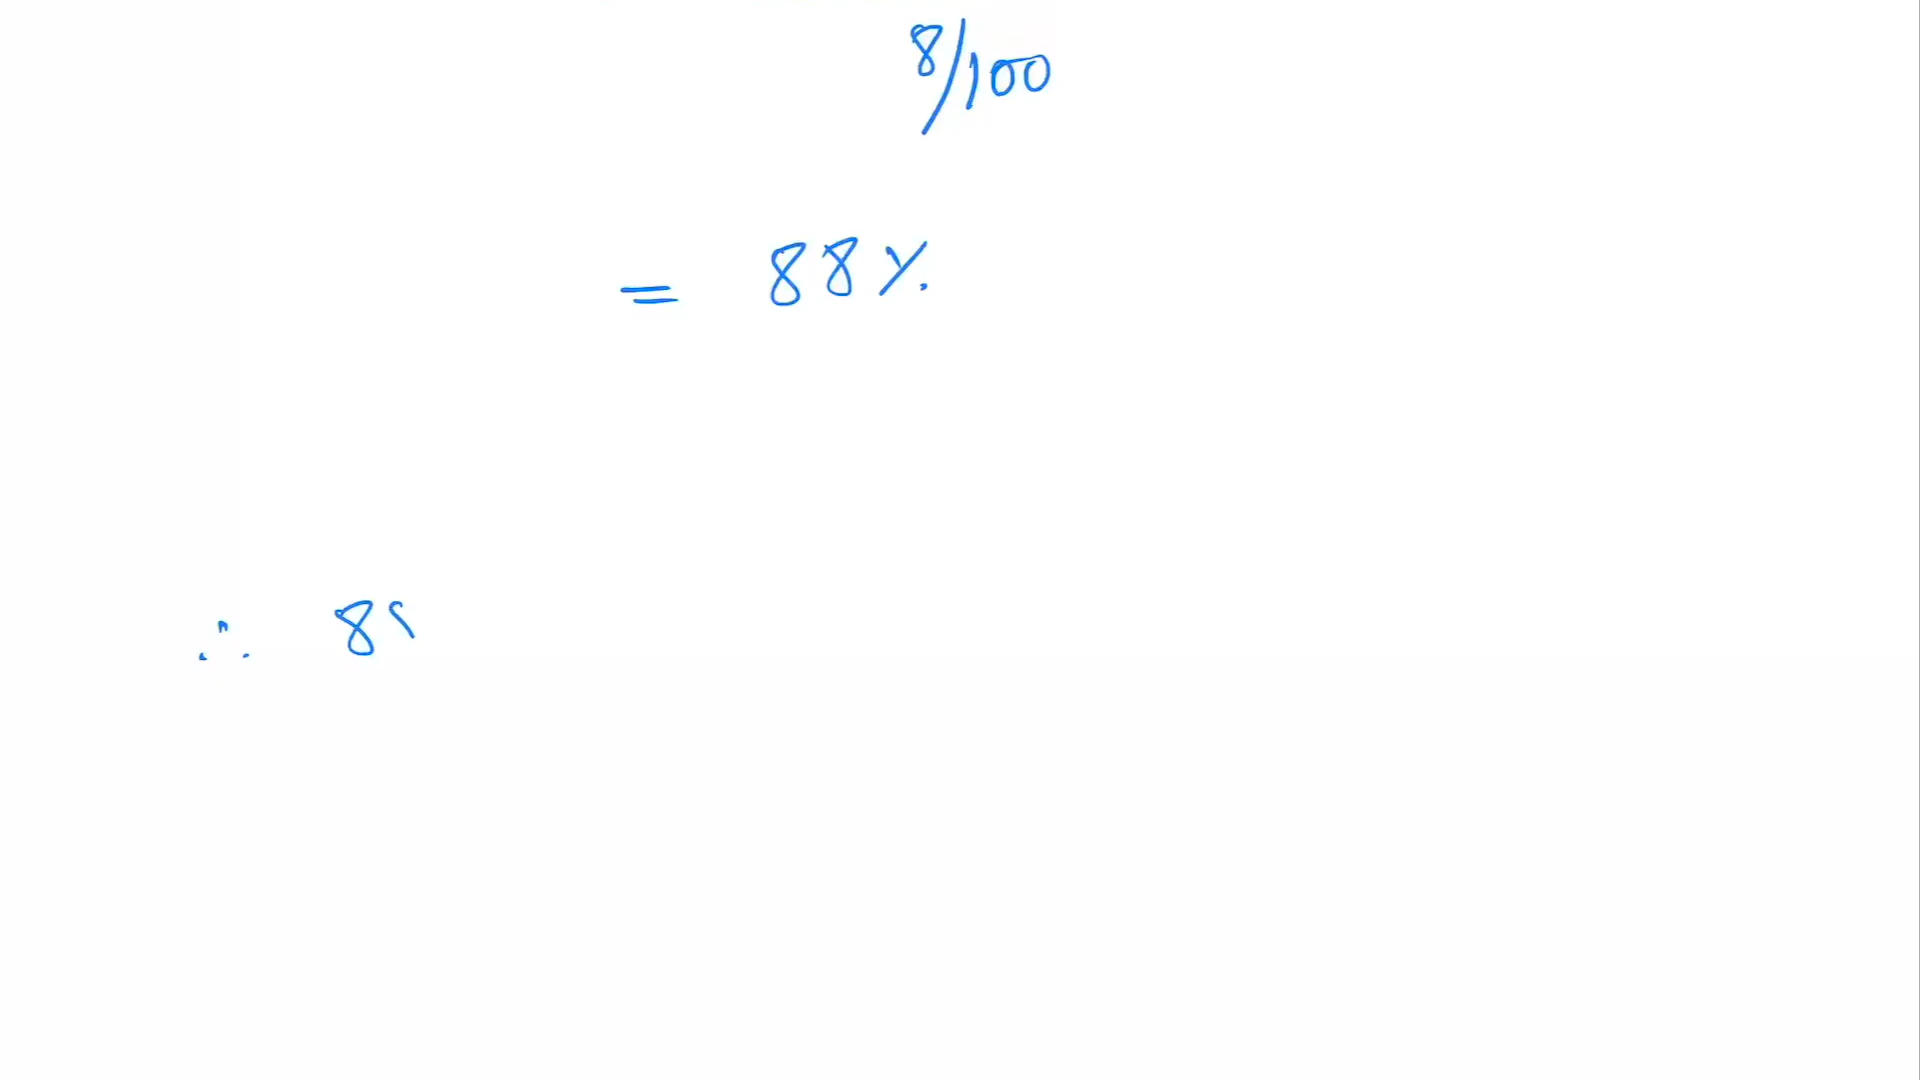 8/100
= 88%
∴ 8